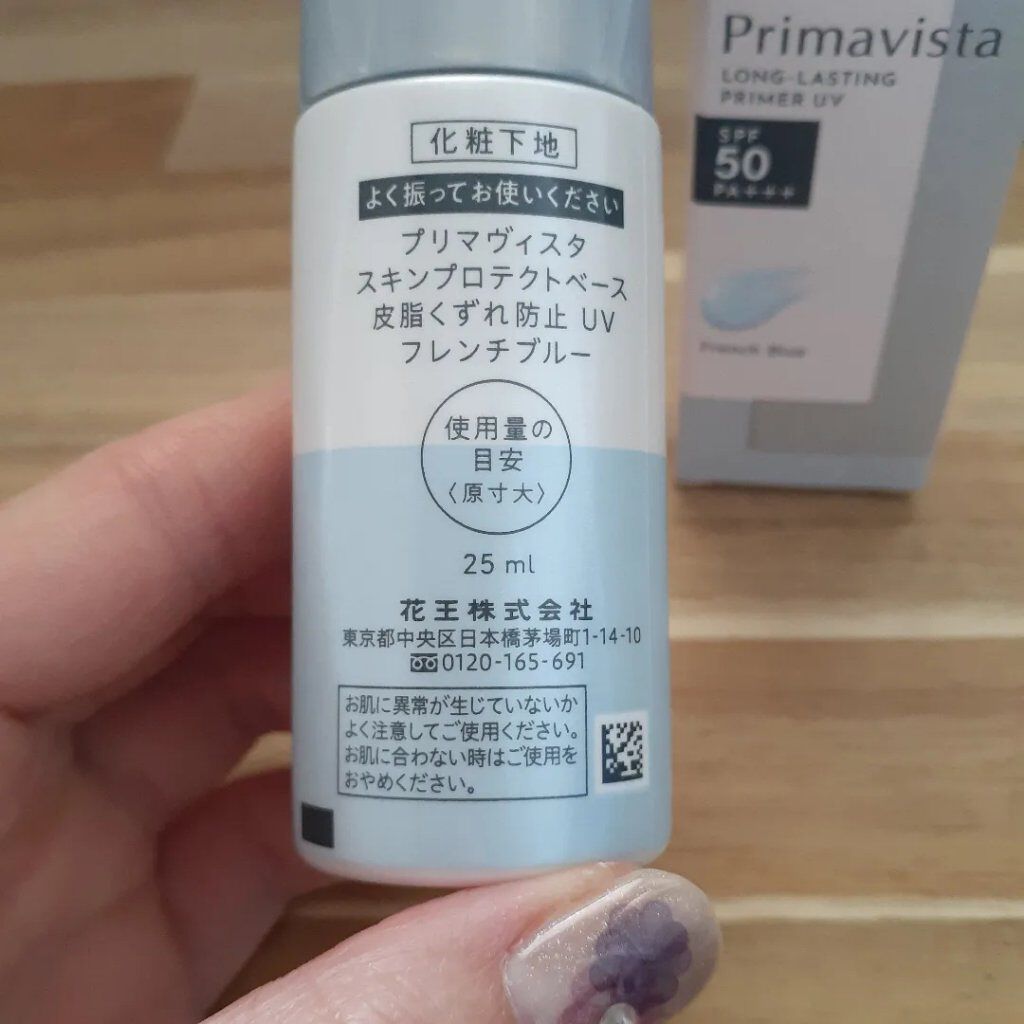 化粧下地
よく振ってお使いください
プリマヴィスタ
スキンプロテクトベース
皮脂くずれ防止 UV
フレンチブルー
使用量の
目安
〈原寸大〉
25 ml
花王株式会社
東京都中央区日本橋茅場町1-14-10
0120-165-691
お肌に異常が生じていないか
よく注意してご使用ください。
お肌に合わない時はご使用を
おやめください。
Primavista
LONG-LASTING
PRIMER UV
SPF
50
PA+++
French Blue